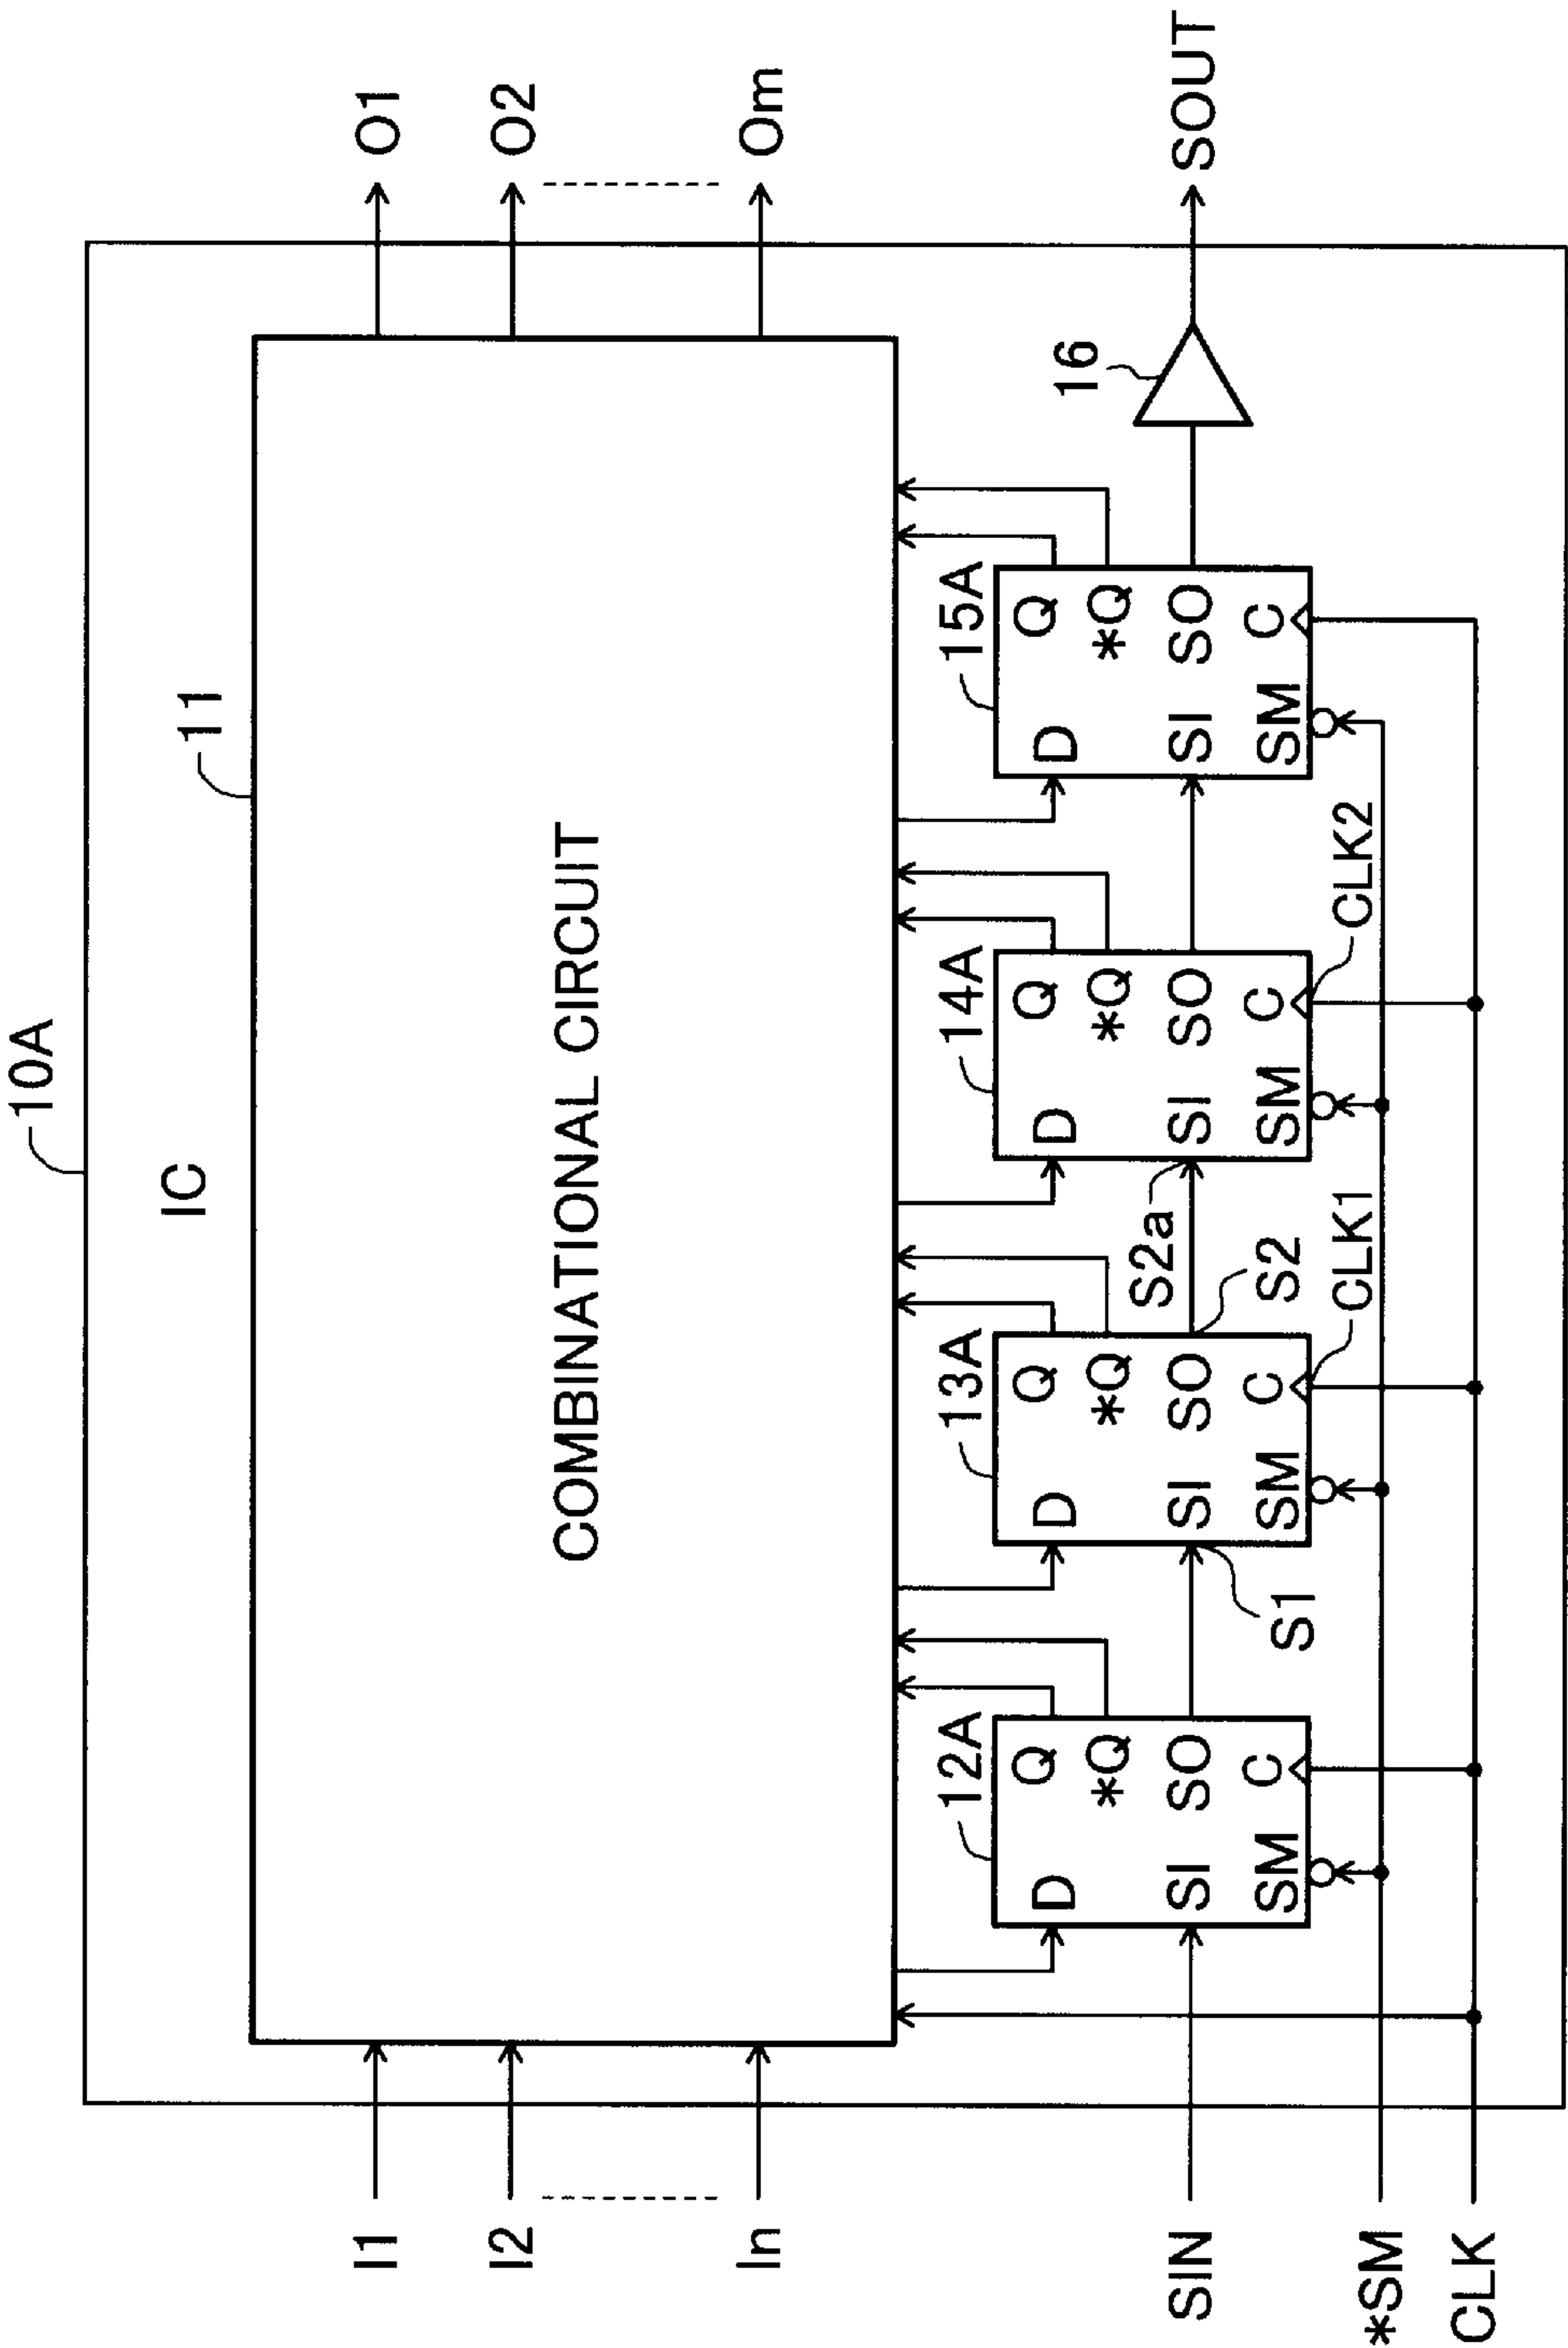 10A
IC
11
COMBINATIONAL CIRCUIT
I1
I2
In
O1
O2
Om
12A
D Q
*Q
SI SO
SM C
13A
D Q
*Q
SI SO
SM C
14A
D Q
*Q
SI SO
SM C
15A
D Q
*Q
SI SO
SM C
16
S1
S2
S2a
CLK1
CLK2
SIN
SOUT
*SM
CLK